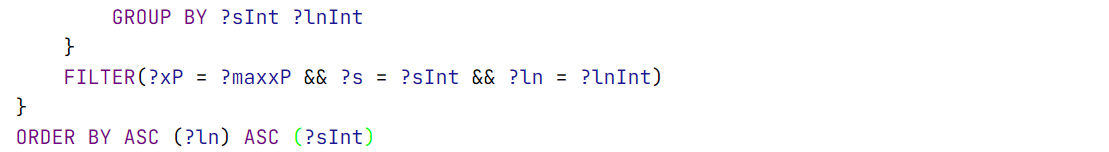 GROUP BY ?sInt ?lnInt
}
FILTER(?xP = ?maxxP && ?s = ?sInt && ?ln = ?lnInt)
}
ORDER BY ASC (?ln) ASC (?sInt)